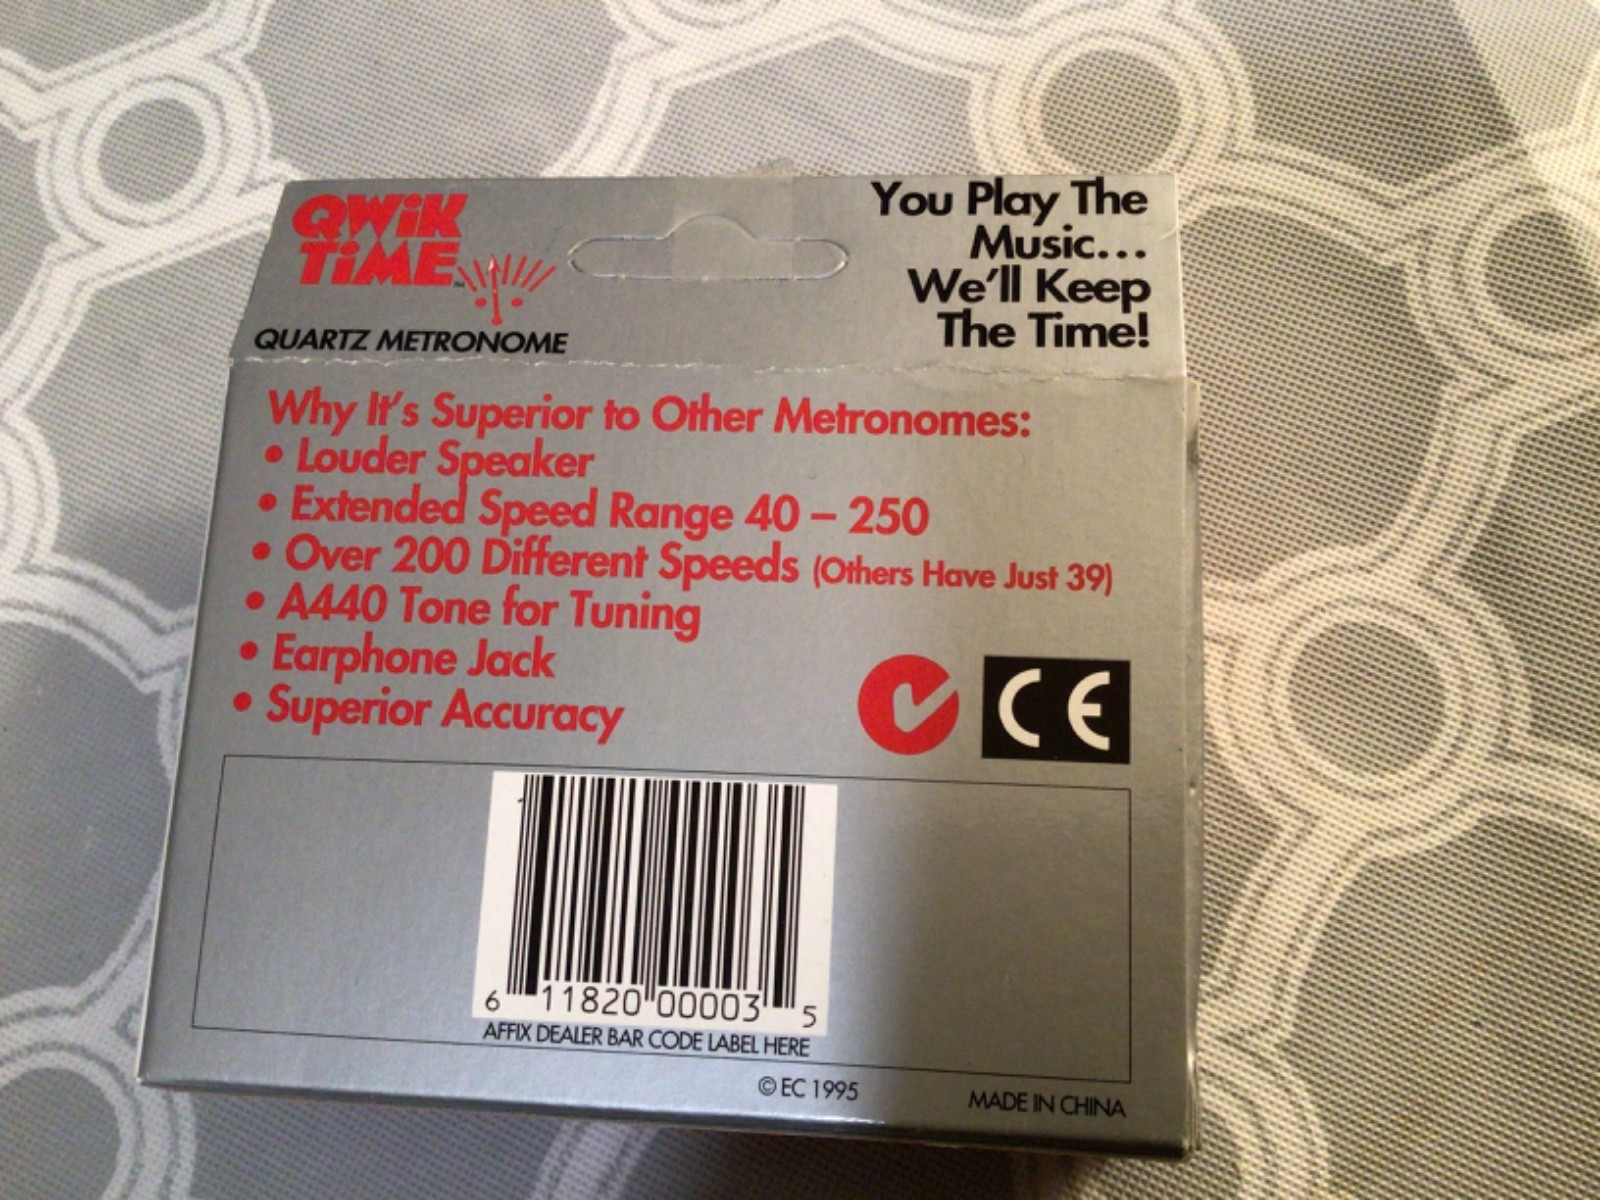 QWiK
TiME™
QUARTZ METRONOME
You Play The
Music...
We'll Keep
The Time!
Why It's Superior to Other Metronomes:
• Louder Speaker
• Extended Speed Range 40 – 250
• Over 200 Different Speeds (Others Have Just 39)
• A440 Tone for Tuning
• Earphone Jack
• Superior Accuracy
CE
6 11820 00003 5
AFFIX DEALER BAR CODE LABEL HERE
© EC 1995
MADE IN CHINA